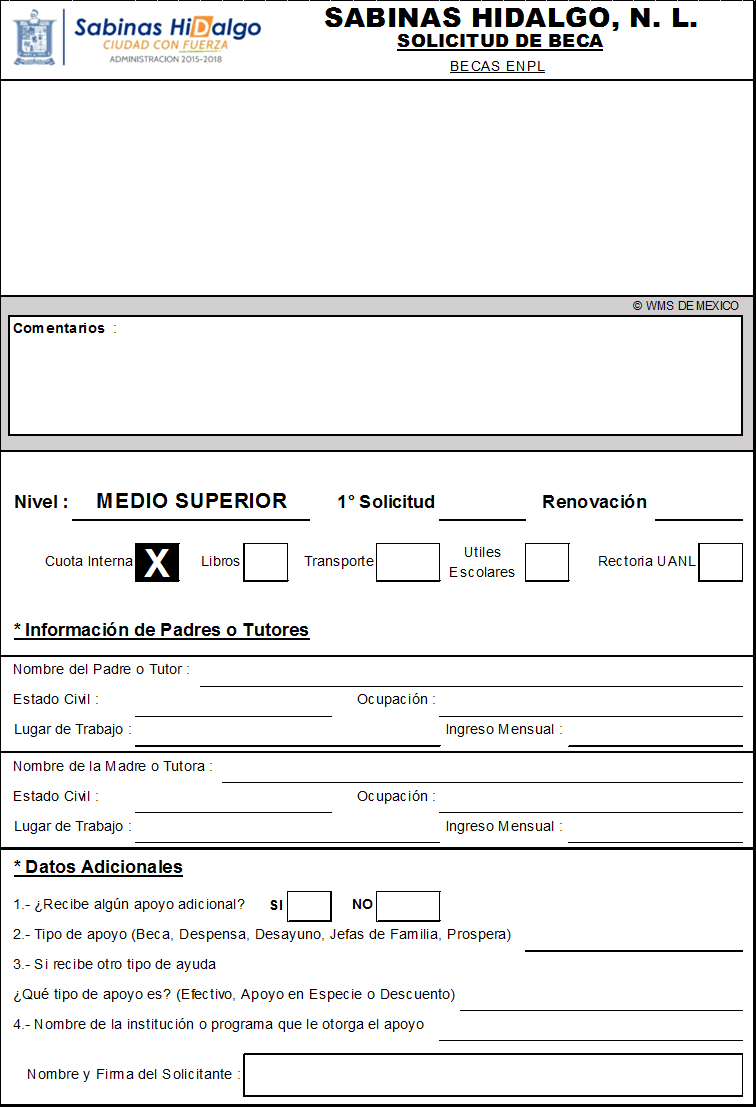 Sabinas HiDalgo
CIUDAD CON FUERZA
ADMINISTRACION 2015-2018
SABINAS HIDALGO, N. L.
SOLICITUD DE BECA
BECAS ENPL
© WMS DE MEXICO
Comentarios :
Nivel : MEDIO SUPERIOR 1° Solicitud Renovación
Cuota Interna X Libros Transporte Utiles Escolares Rectoria UANL
* Información de Padres o Tutores
Nombre del Padre o Tutor :
Estado Civil : Ocupación :
Lugar de Trabajo : Ingreso Mensual :
Nombre de la Madre o Tutora :
Estado Civil : Ocupación :
Lugar de Trabajo : Ingreso Mensual :
* Datos Adicionales
1.- ¿Recibe algún apoyo adicional? SI NO
2.- Tipo de apoyo (Beca, Despensa, Desayuno, Jefas de Familia, Prospera)
3.- Si recibe otro tipo de ayuda
¿Qué tipo de apoyo es? (Efectivo, Apoyo en Especie o Descuento)
4.- Nombre de la institución o programa que le otorga el apoyo
Nombre y Firma del Solicitante :